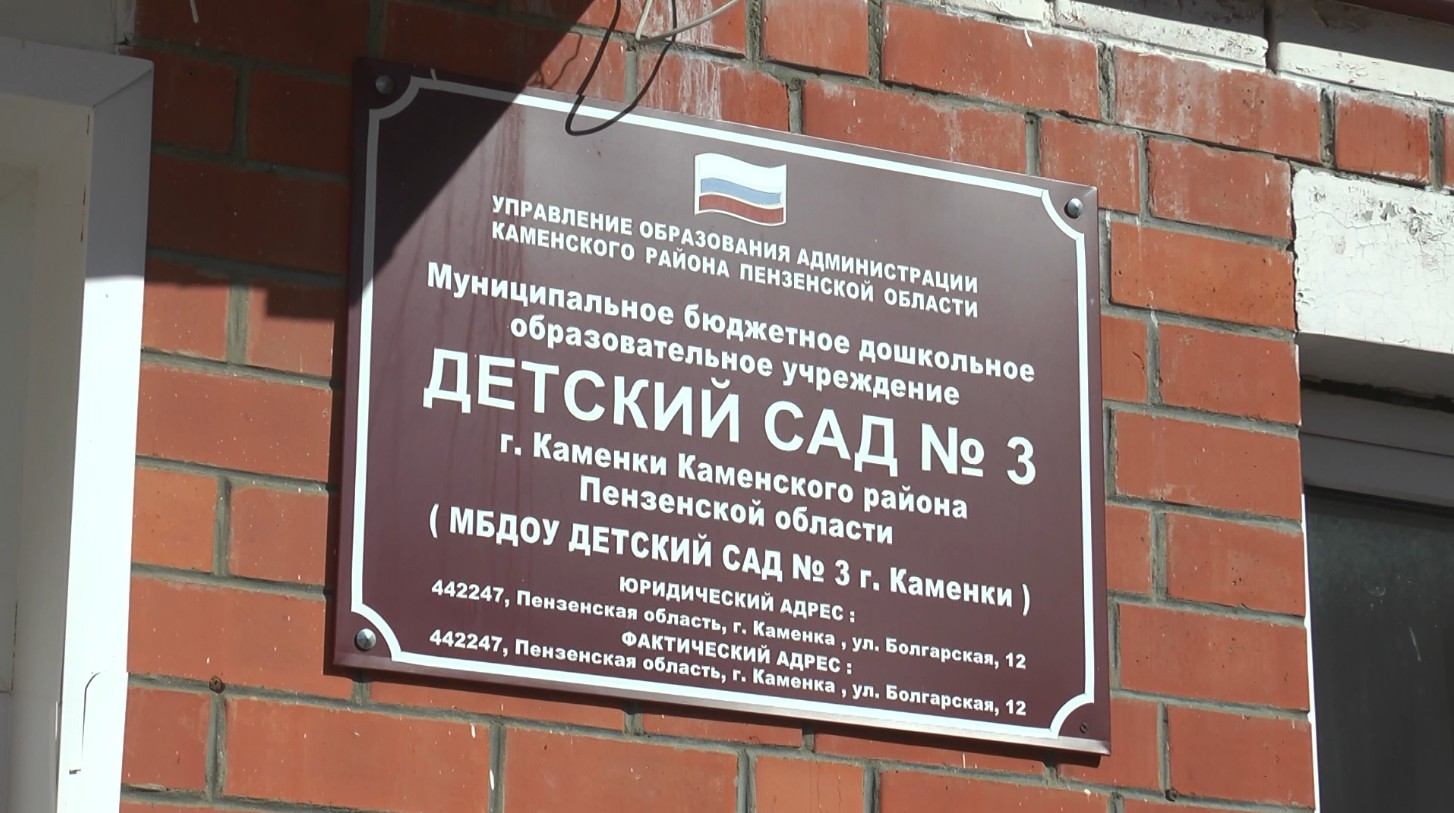 УПРАВЛЕНИЕ ОБРАЗОВАНИЯ АДМИНИСТРАЦИИ
КАМЕНСКОГО РАЙОНА ПЕНЗЕНСКОЙ ОБЛАСТИ
Муниципальное бюджетное дошкольное
образовательное учреждение
ДЕТСКИЙ САД № 3
г. Каменки Каменского района
Пензенской области
( МБДОУ ДЕТСКИЙ САД № 3 г. Каменки )
ЮРИДИЧЕСКИЙ АДРЕС :
442247, Пензенская область, г. Каменка , ул. Болгарская, 12
ФАКТИЧЕСКИЙ АДРЕС :
442247, Пензенская область, г. Каменка , ул. Болгарская, 12